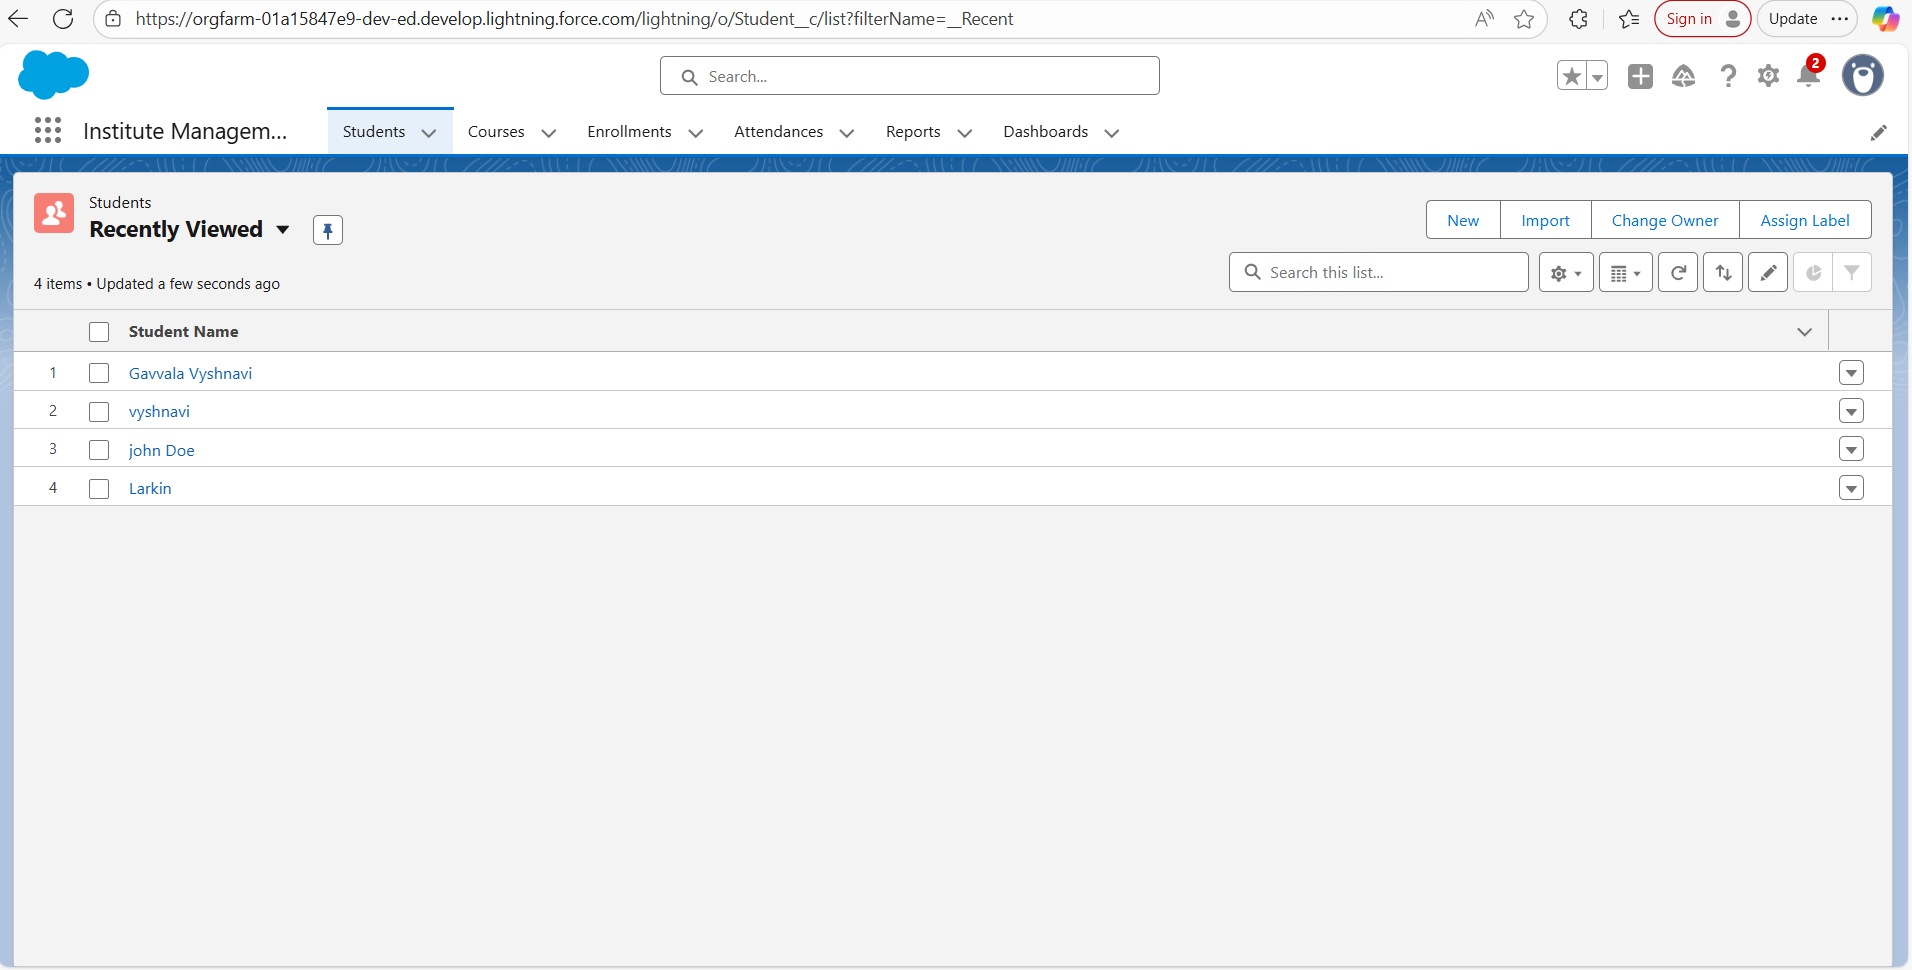 https://orgfarm-01a15847e9-dev-ed.develop.lightning.force.com/lightning/o/Student__c/list?filterName=__Recent
Sign in
Update
Search...
2
Institute Managem...
Students
Courses
Enrollments
Attendances
Reports
Dashboards
Students
Recently Viewed
New
Import
Change Owner
Assign Label
4 items • Updated a few seconds ago
Search this list...
Student Name
1 Gavvala Vyshnavi
2 vyshnavi
3 john Doe
4 Larkin